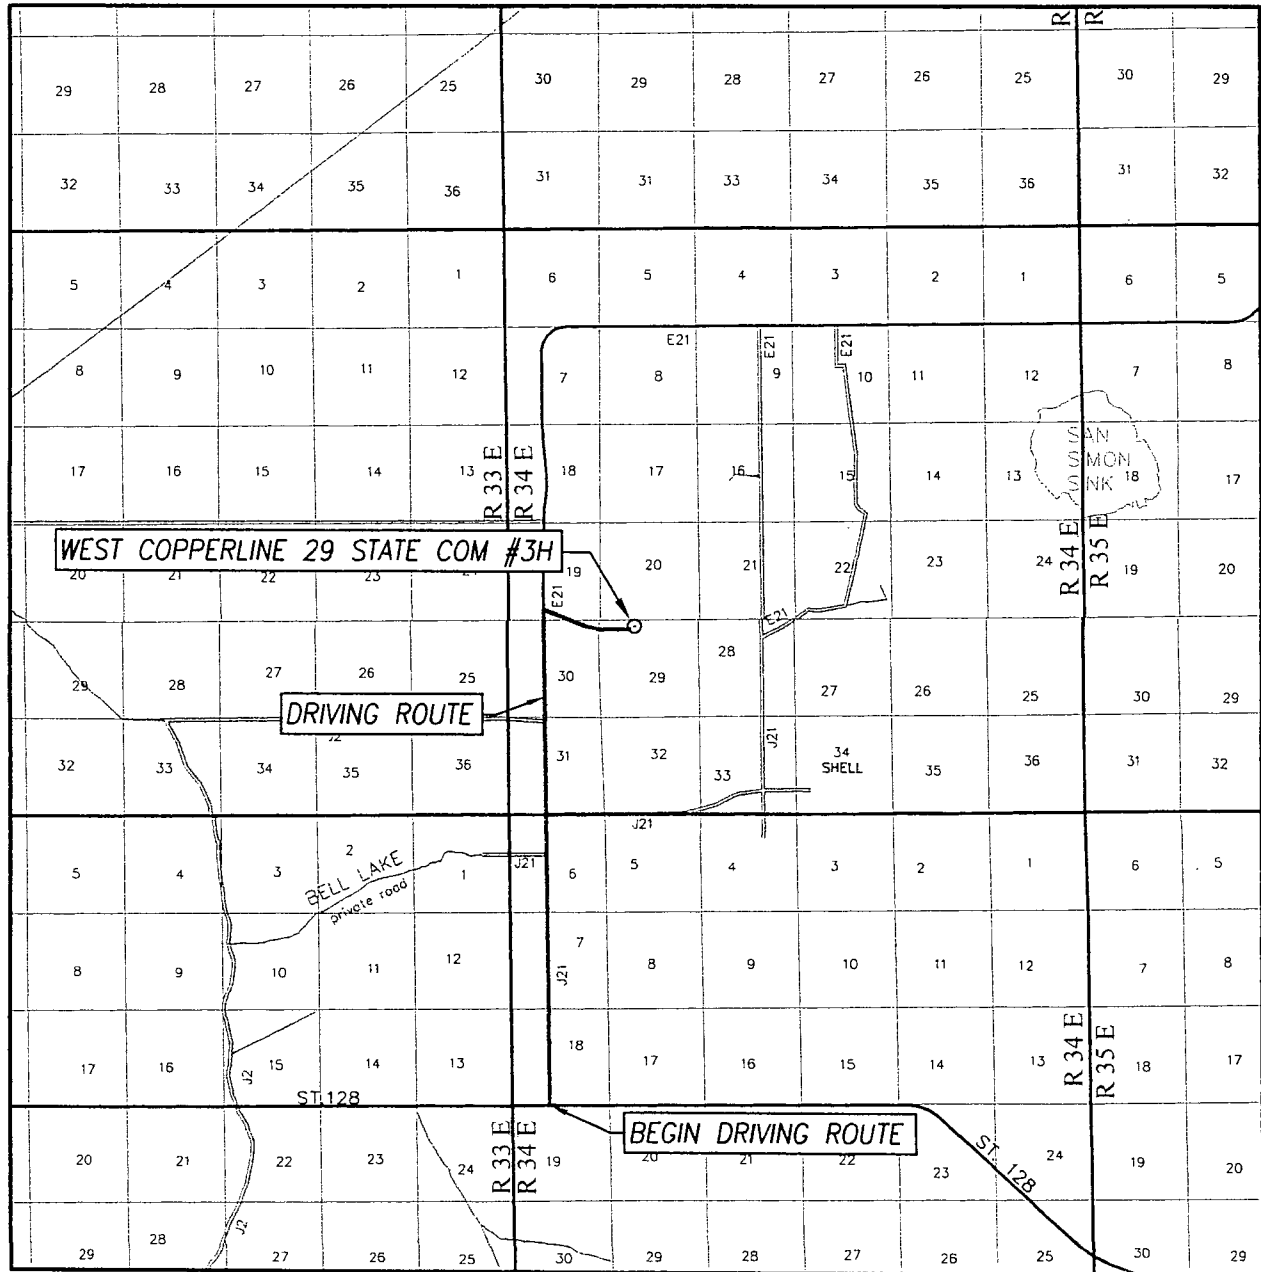 R R
29 28 27 26 25 30 29 28 27 26 25 30 29
32 33 34 35 36 31 31 33 34 35 36 31 32
5 4 3 2 1 6 5 4 3 2 1 6 5
E21 E21 E21
8 9 10 11 12 7 8 9 10 11 12 7 8
SAN
SIMON
SINK
17 16 15 14 13 18 17 16 15 14 13 18 17
R 33 E R 34 E
R 34 E R 35 E
WEST COPPERLINE 29 STATE COM #3H
20 21 22 23 19 20 21 22 23 24 19 20
E21
E21
29 28 27 26 25 30 29 28 27 26 25 30 29
DRIVING ROUTE
J2
J21
32 33 34 35 36 31 32 33 34 35 36 31 32
SHELL
J21
5 4 3 2 1 6 5 4 3 2 1 6 5
BELL LAKE
private road
J21
8 9 10 11 12 7 8 9 10 11 12 7 8
J21
17 16 15 14 13 18 17 16 15 14 13 18 17
J2
R 34 E R 35 E
ST.128
BEGIN DRIVING ROUTE
R 33 E R 34 E
20 21 22 23 24 19 20 21 22 23 24 19 20
ST. 128
J2
29 28 27 26 25 30 29 28 27 26 25 30 29